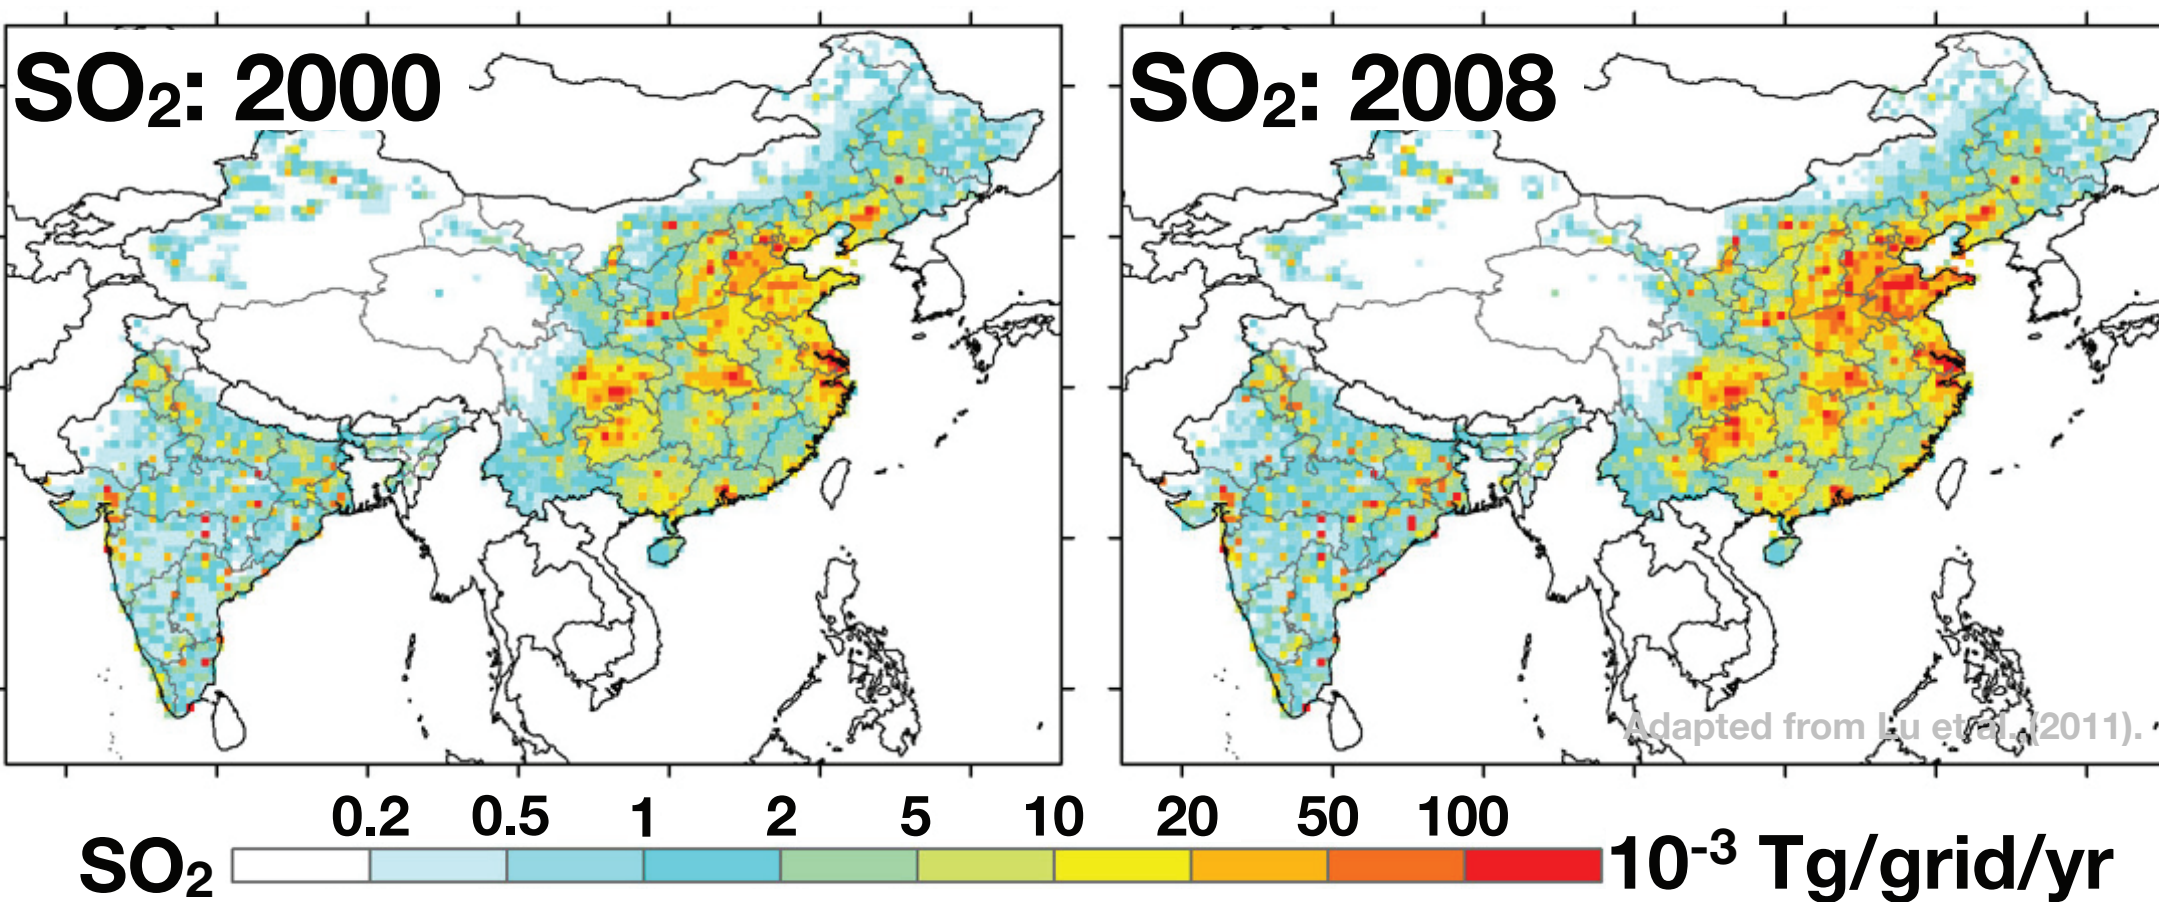 SO₂: 2000
SO₂: 2008
Adapted from Lu et al. (2011).
0.2 0.5 1 2 5 10 20 50 100
SO₂ 10⁻³ Tg/grid/yr